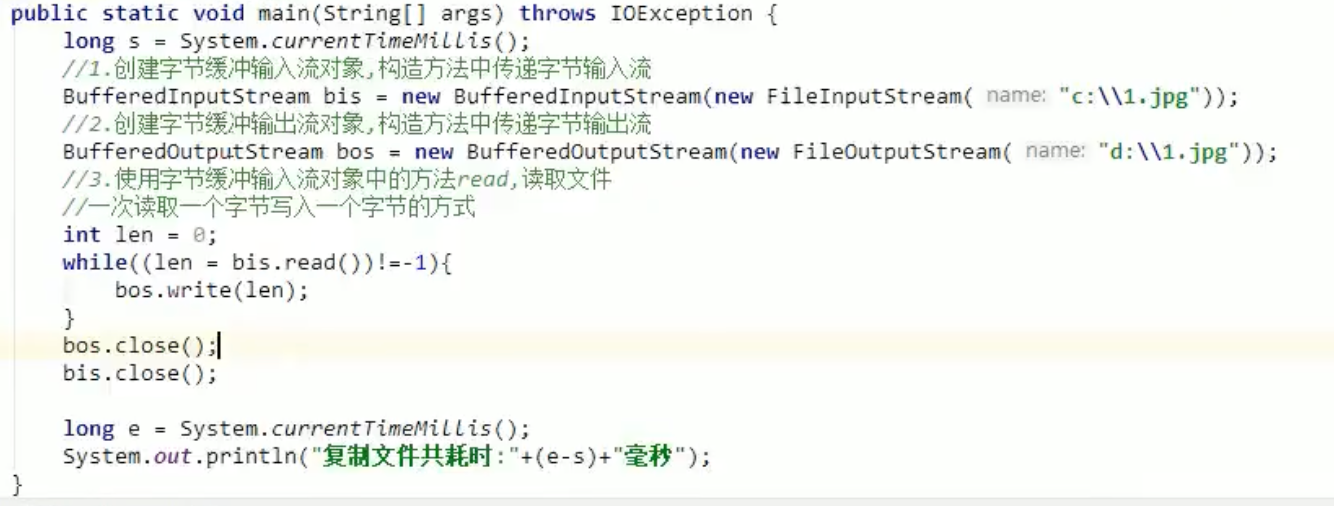 public static void main(String[] args) throws IOException {
long s = System.currentTimeMillis();
//1.创建字节缓冲输入流对象,构造方法中传递字节输入流
BufferedInputStream bis = new BufferedInputStream(new FileInputStream( name: "c:\\1.jpg"));
//2.创建字节缓冲输出流对象,构造方法中传递字节输出流
BufferedOutputStream bos = new BufferedOutputStream(new FileOutputStream( name: "d:\\1.jpg"));
//3.使用字节缓冲输入流对象中的方法read,读取文件
//一次读取一个字节写入一个字节的方式
int len = 0;
while((len = bis.read())!=-1){
bos.write(len);
}
bos.close();
bis.close();
long e = System.currentTimeMillis();
System.out.println("复制文件共耗时:"+(e-s)+"毫秒");
}